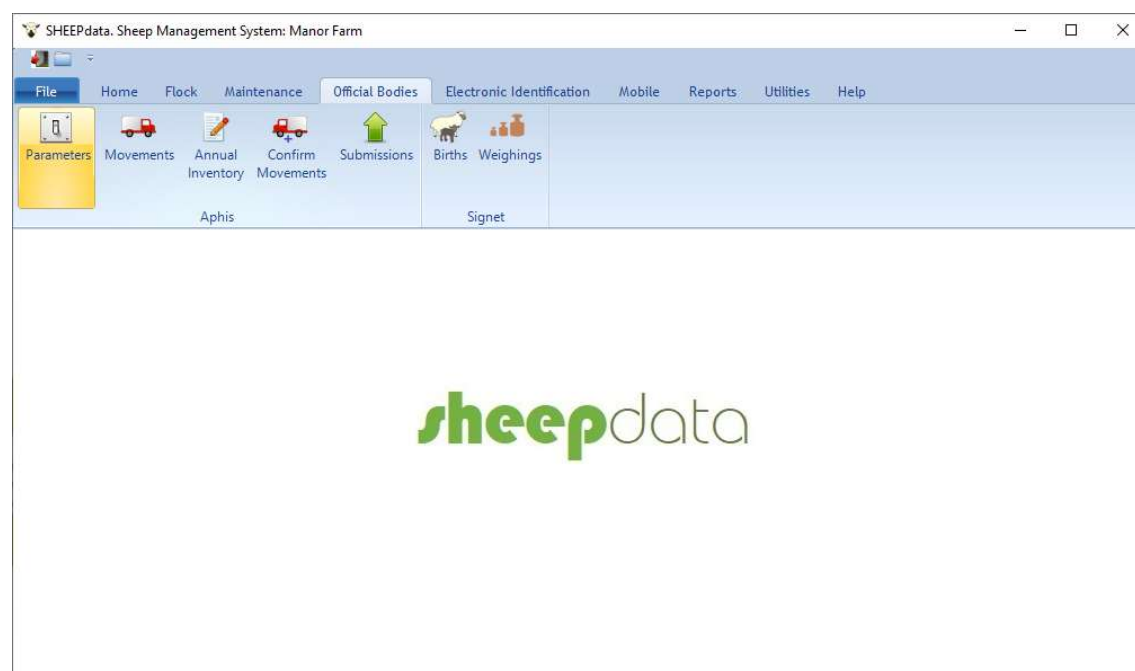 SHEEPdata. Sheep Management System: Manor Farm
File Home Flock Maintenance Official Bodies Electronic Identification Mobile Reports Utilities Help
Parameters Movements Annual Confirm Submissions Births Weighings
Inventory Movements
Aphis Signet
sheepdata